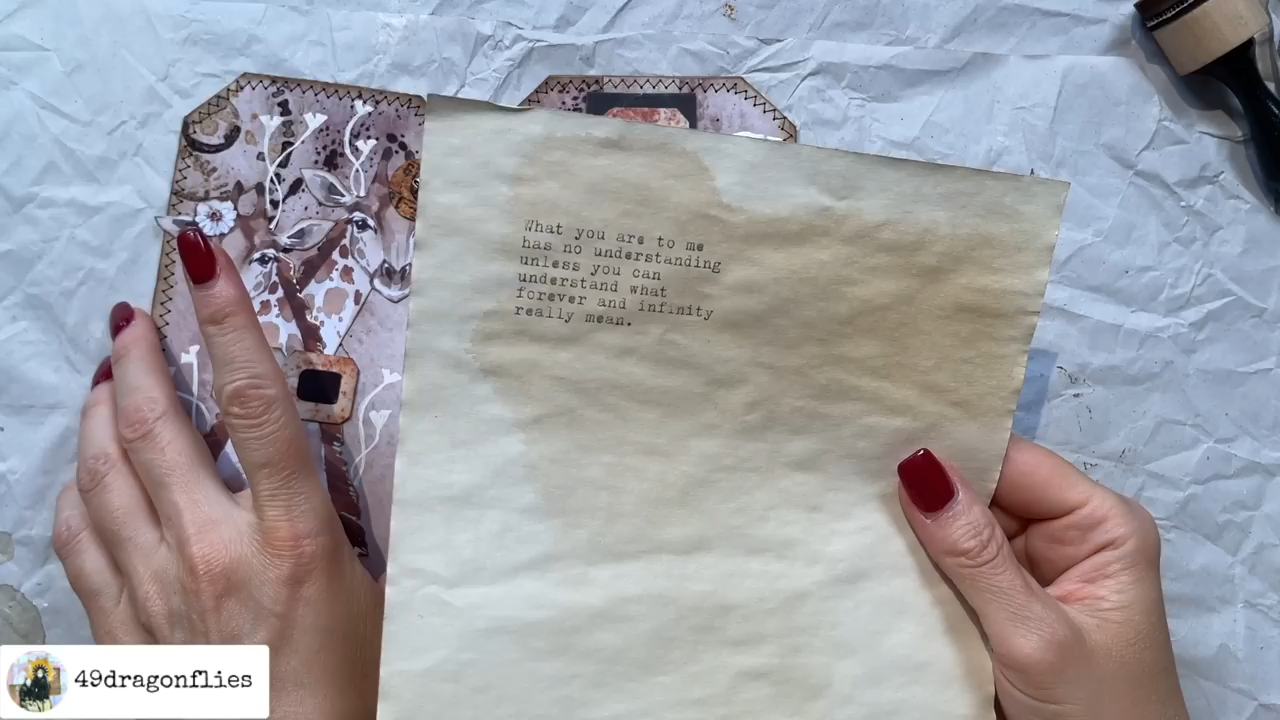 What you are to me
has no understanding
unless you can
understand what
forever and infinity
really mean.
49dragonflies